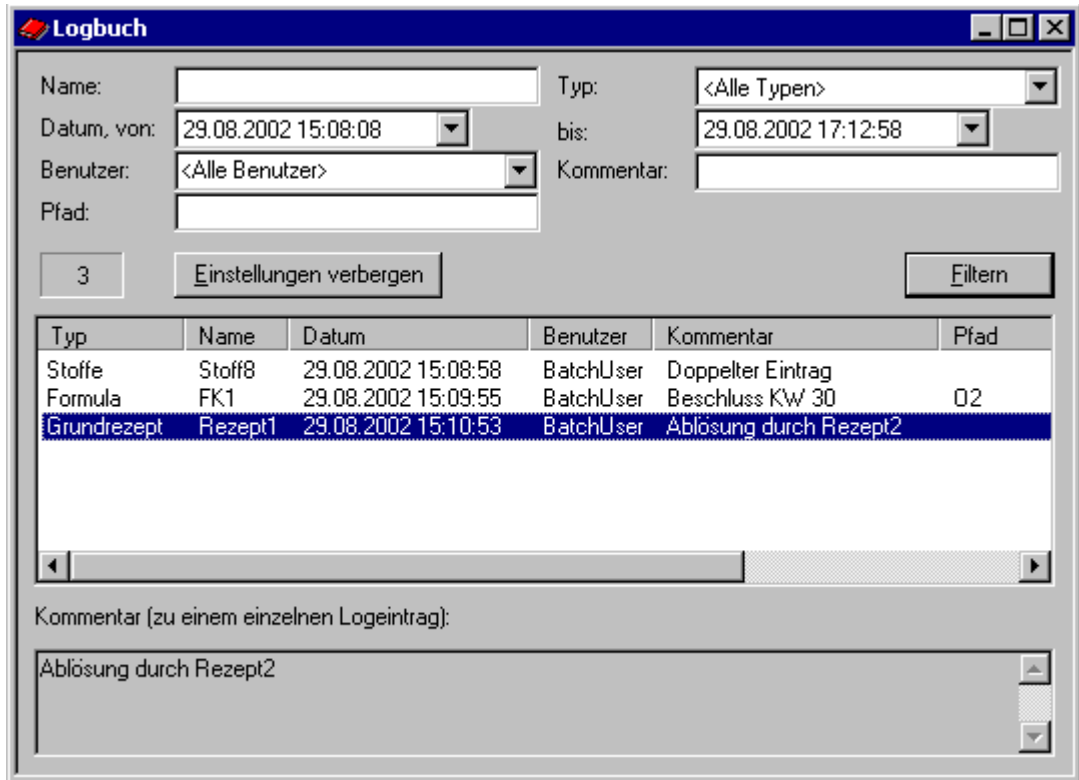 Logbuch
Name: Typ: <Alle Typen>
Datum, von: 29.08.2002 15:08:08 bis: 29.08.2002 17:12:58
Benutzer: <Alle Benutzer> Kommentar:
Pfad:
3 Einstellungen verbergen Filtern
Typ Name Datum Benutzer Kommentar Pfad
Stoffe Stoff8 29.08.2002 15:08:58 BatchUser Doppelter Eintrag
Formula FK1 29.08.2002 15:09:55 BatchUser Beschluss KW 30 O2
Grundrezept Rezept1 29.08.2002 15:10:53 BatchUser Ablösung durch Rezept2
Kommentar (zu einem einzelnen Logeintrag):
Ablösung durch Rezept2